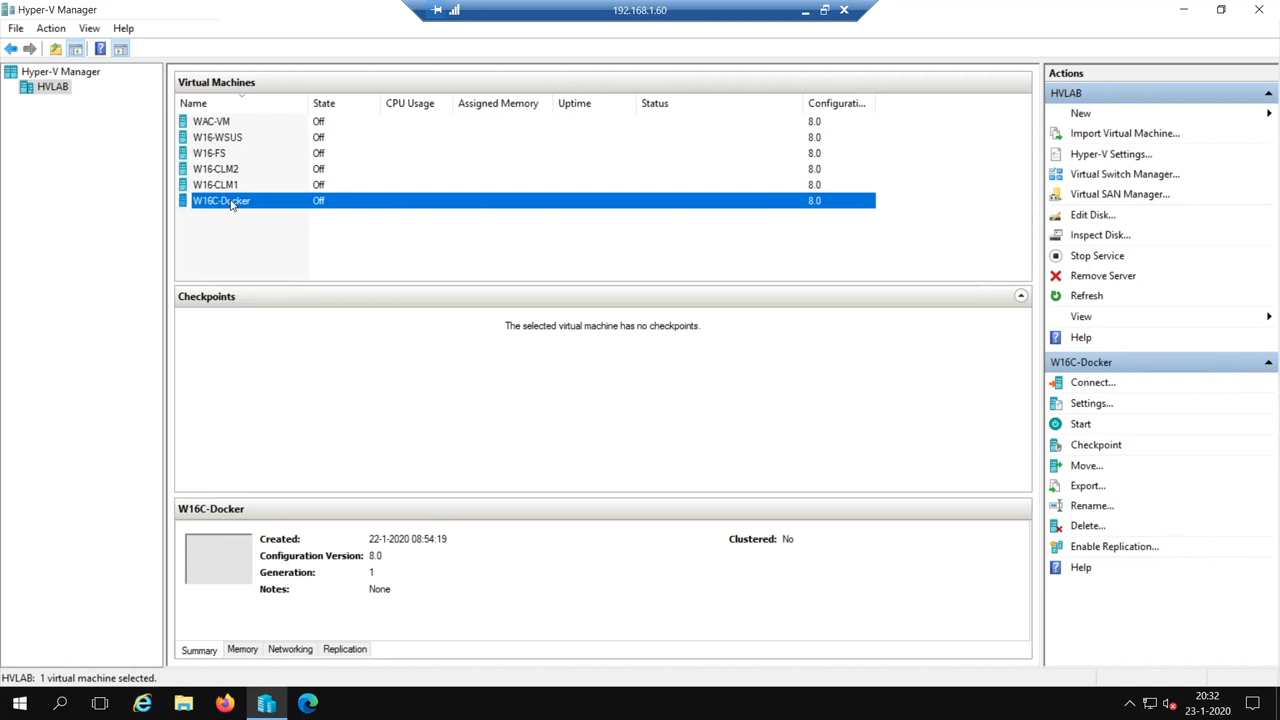 Hyper-V Manager
192.168.1.60
File Action View Help
Hyper-V Manager
HVLAB
Virtual Machines
Name State CPU Usage Assigned Memory Uptime Status Configurati...
WAC-VM Off 8.0
W16-WSUS Off 8.0
W16-FS Off 8.0
W16-CLM2 Off 8.0
W16-CLM1 Off 8.0
W16C-Docker Off 8.0
Checkpoints
The selected virtual machine has no checkpoints.
W16C-Docker
Created: 22-1-2020 08:54:19 Clustered: No
Configuration Version: 8.0
Generation: 1
Notes: None
Summary Memory Networking Replication
Actions
HVLAB
New
Import Virtual Machine...
Hyper-V Settings...
Virtual Switch Manager...
Virtual SAN Manager...
Edit Disk...
Inspect Disk...
Stop Service
Remove Server
Refresh
View
Help
W16C-Docker
Connect...
Settings...
Start
Checkpoint
Move...
Export...
Rename...
Delete...
Enable Replication...
Help
HVLAB: 1 virtual machine selected.
20:32
23-1-2020